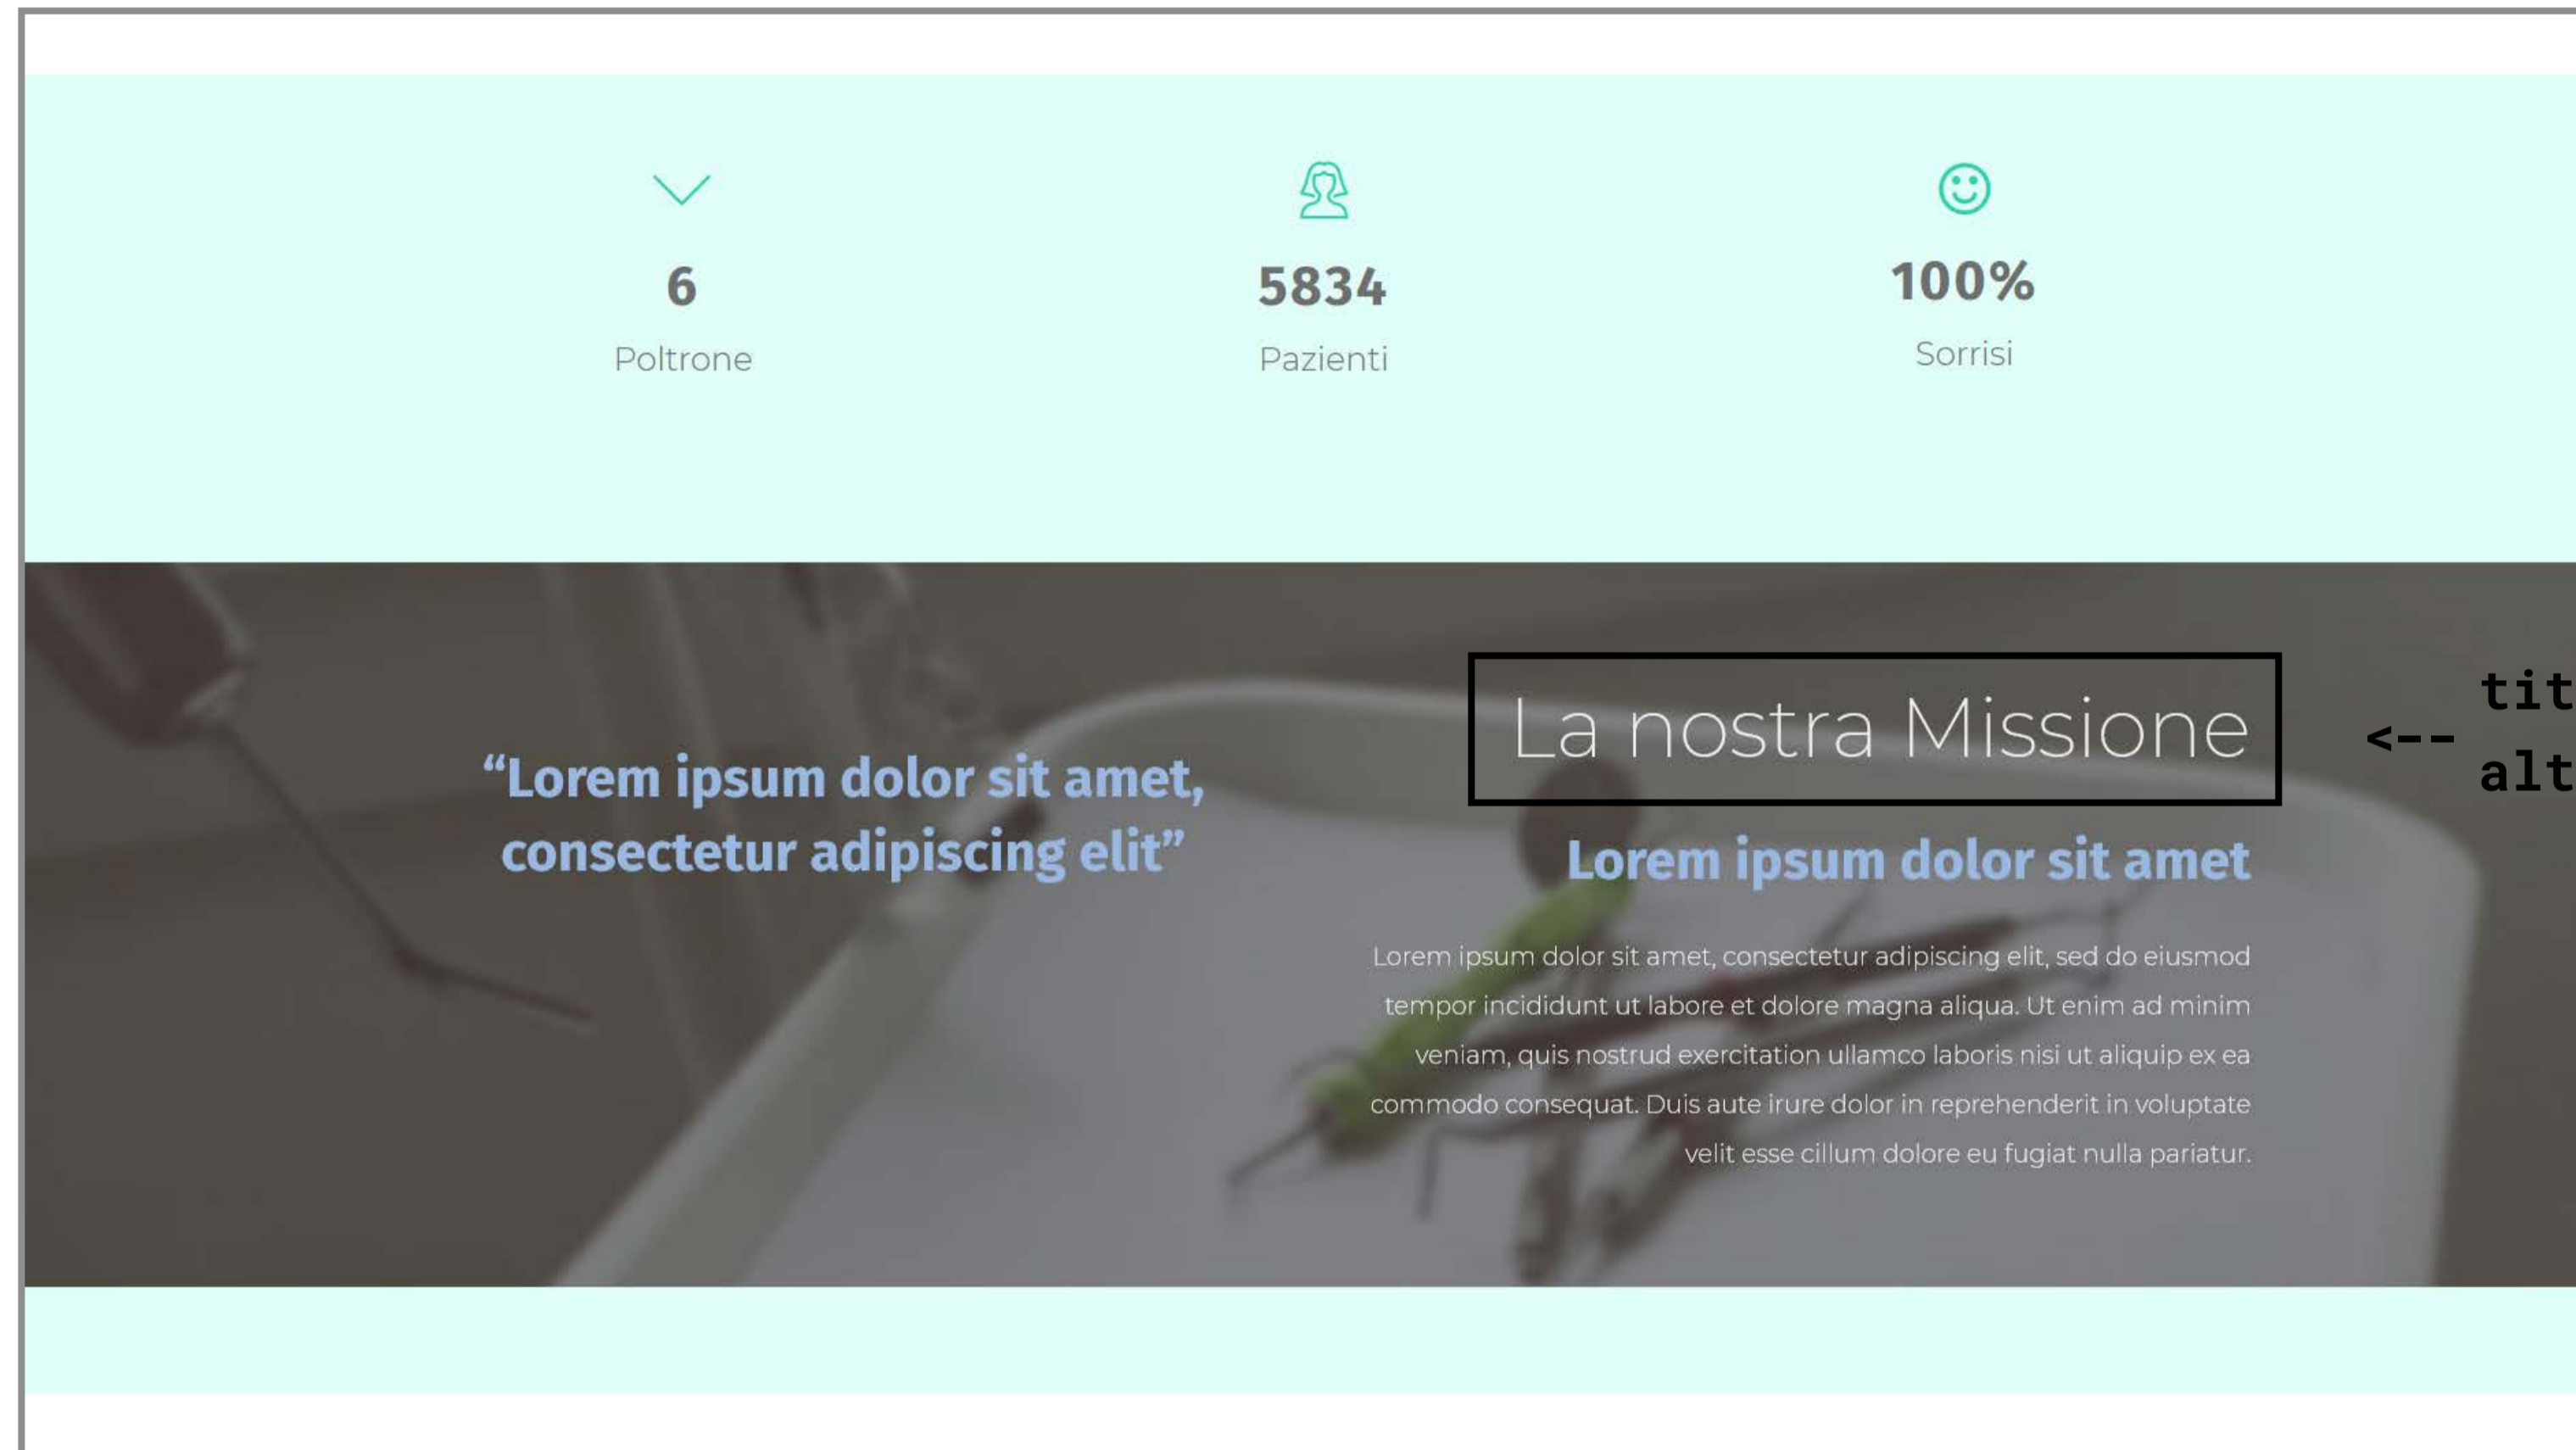 6
Poltrone
5834
Pazienti
100%
Sorrisi
“Lorem ipsum dolor sit amet,
consectetur adipiscing elit”
La nostra Missione
<--
tit
alt
Lorem ipsum dolor sit amet
Lorem ipsum dolor sit amet, consectetur adipiscing elit, sed do eiusmod
tempor incididunt ut labore et dolore magna aliqua. Ut enim ad minim
veniam, quis nostrud exercitation ullamco laboris nisi ut aliquip ex ea
commodo consequat. Duis aute irure dolor in reprehenderit in voluptate
velit esse cillum dolore eu fugiat nulla pariatur.